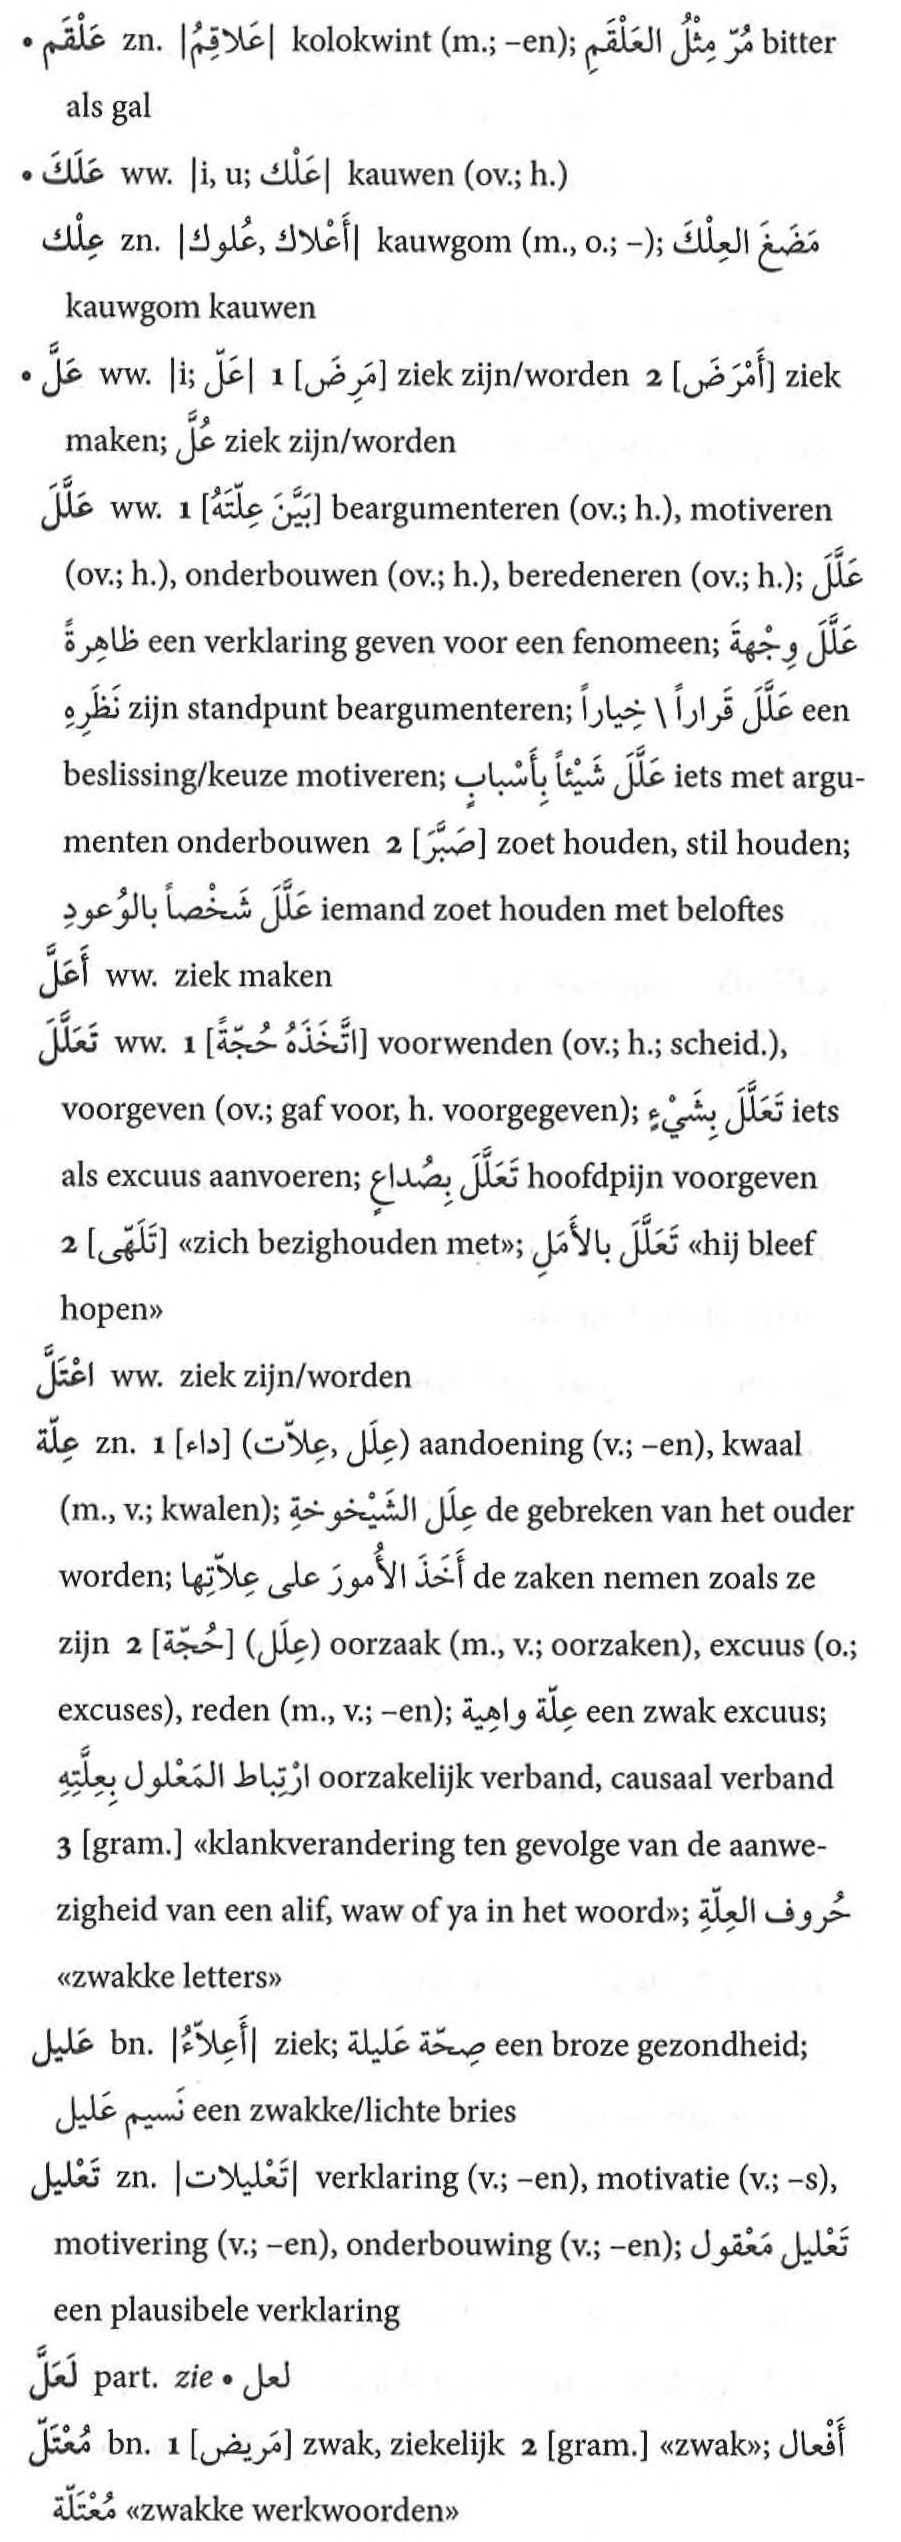 • عَلْقَم zn. |عَلاقِمُ| kolokwint (m.; –en); مُرّ مِثْلُ العَلْقَمِ bitter
als gal
• عَلَكَ ww. |i, u; عَلْك| kauwen (ov.; h.)
عِلْك zn. |أَعْلاك, عُلوك| kauwgom (m., o.; –); مَضَغَ العِلْكَ
kauwgom kauwen
• عَلَّ ww. |i; عَلّ| 1 [مَرِضَ] ziek zijn/worden 2 [أَمْرَضَ] ziek
maken; عُلَّ ziek zijn/worden
عَلَّلَ ww. 1 [بَيَّنَ عِلّتَهُ] beargumenteren (ov.; h.), motiveren
(ov.; h.), onderbouwen (ov.; h.), beredeneren (ov.; h.); عَلَّلَ
ظاهِرةً een verklaring geven voor een fenomeen; عَلَّلَ وِجْهةَ
نَظَرِهِ zijn standpunt beargumenteren; عَلَّلَ قَراراً \ خِياراً een
beslissing/keuze motiveren; عَلَّلَ شَيْئاً بِأَسْبابٍ iets met argu-
menten onderbouwen 2 [صَبَّرَ] zoet houden, stil houden;
عَلَّلَ شَخْصاً بالوُعودِ iemand zoet houden met beloftes
أَعَلَّ ww. ziek maken
تَعَلَّلَ ww. 1 [اتَّخَذَهُ حُجّةً] voorwenden (ov.; h.; scheid.),
voorgeven (ov.; gaf voor, h. voorgegeven); تَعَلَّلَ بِشَيْءٍ iets
als excuus aanvoeren; تَعَلَّلَ بِصُداعٍ hoofdpijn voorgeven
2 [تَلَهّى] «zich bezighouden met»; تَعَلَّلَ بالأَمَلِ «hij bleef
hopen»
اعْتَلَّ ww. ziek zijn/worden
عِلّة zn. 1 [داء] (عِلَل, عِلاّت) aandoening (v.; –en), kwaal
(m., v.; kwalen); عِلَل الشَّيْخوخةِ de gebreken van het ouder
worden; أَخَذَ الأُمورَ على عِلاّتِها de zaken nemen zoals ze
zijn 2 [حُجّة] (عِلَل) oorzaak (m., v.; oorzaken), excuus (o.;
excuses), reden (m., v.; –en); عِلّة واهِية een zwak excuus;
ارْتِباط المَعْلول بِعِلَّتِهِ oorzakelijk verband, causaal verband
3 [gram.] «klankverandering ten gevolge van de aanwe-
zigheid van een alif, waw of ya in het woord»; حُروف العِلّةِ
«zwakke letters»
عَليل bn. |أَعِلاّءُ| ziek; صِحّة عَليلة een broze gezondheid;
نَسيم عَليل een zwakke/lichte bries
تَعْليل zn. |تَعْليلات| verklaring (v.; –en), motivatie (v.; –s),
motivering (v.; –en), onderbouwing (v.; –en); تَعْليل مَعْقول
een plausibele verklaring
لَعَلَّ part. zie • لعل
مُعْتَلّ bn. 1 [مَريض] zwak, ziekelijk 2 [gram.] «zwak»; أَفْعال
مُعْتَلّة «zwakke werkwoorden»